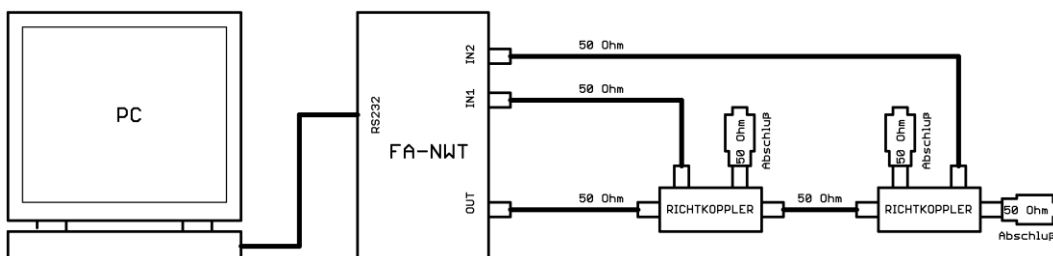 PC
RS232
FA-NWT
IN2
IN1
OUT
50 Ohm
50 Ohm
50 Ohm
50 Ohm
50 Ohm
Abschluß
50 Ohm
Abschluß
RICHTKOPPLER
RICHTKOPPLER
50 Ohm
Abschluß